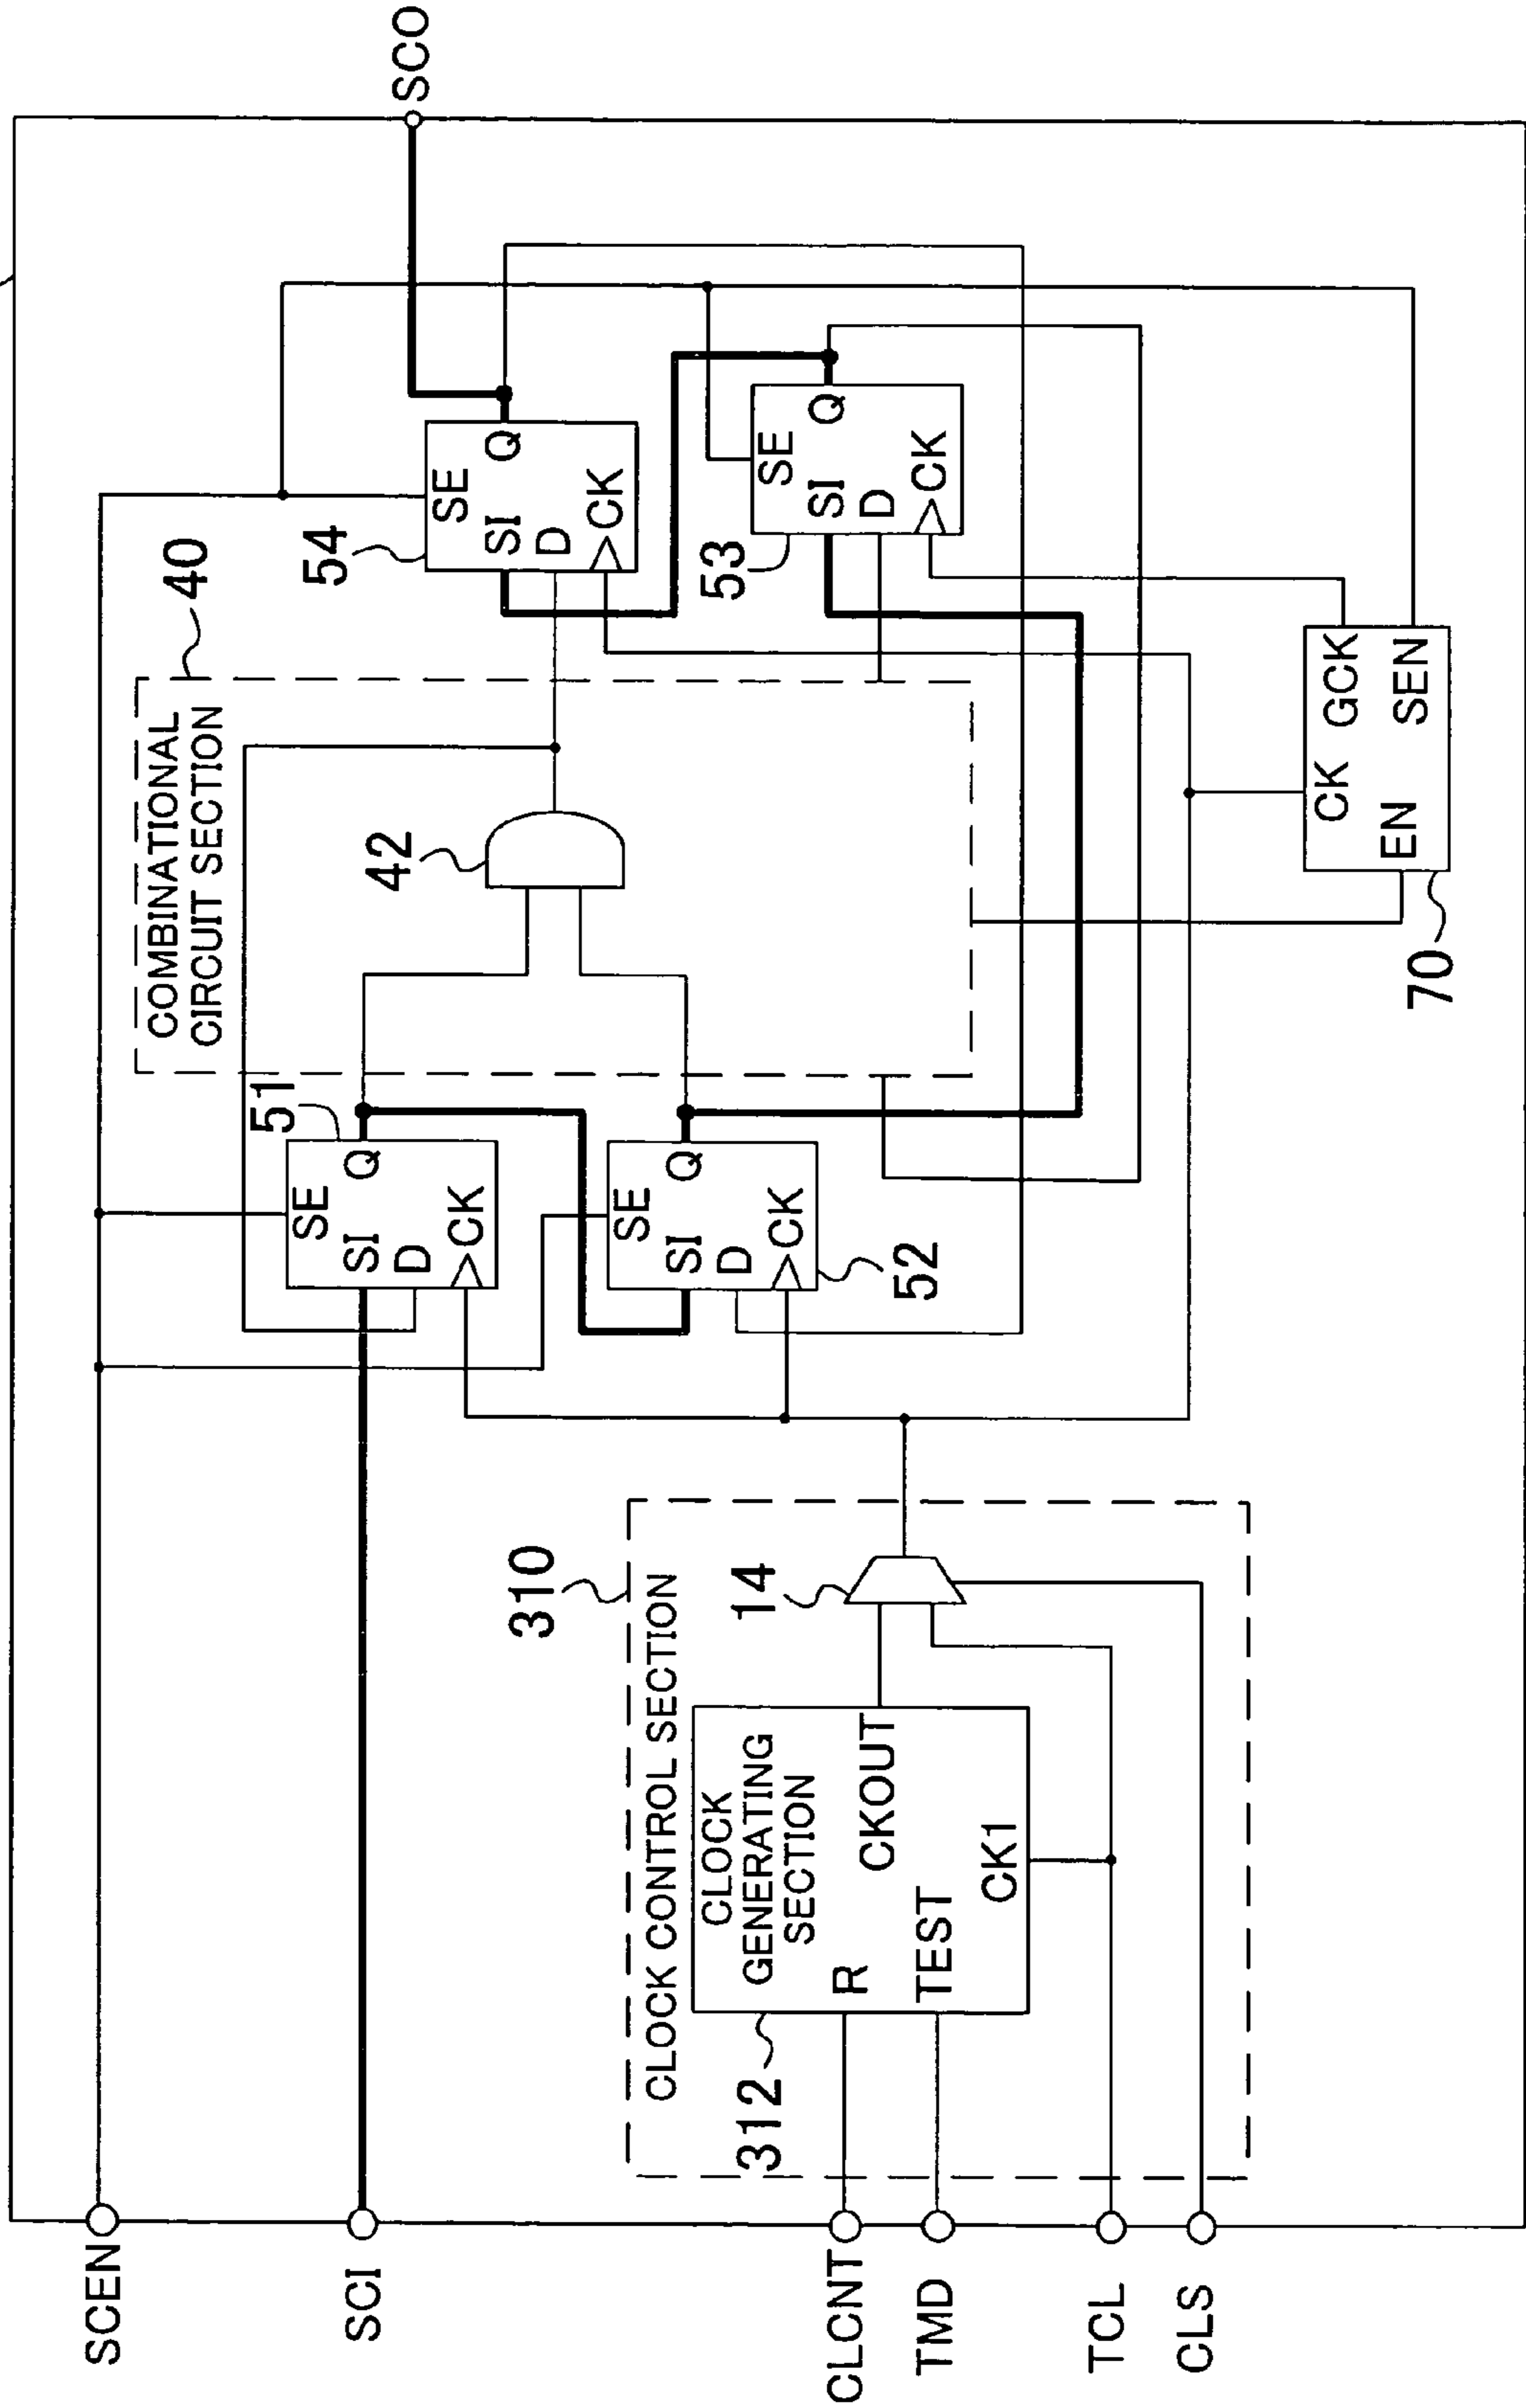 SCEN
SCI
CLCNT
TMD
TCL
CLS
SCO
310
CLOCK CONTROL SECTION
312
CLOCK
GENERATING
SECTION
R
CKOUT
TEST
CK1
14
51
SE
SI
Q
D
CK
52
SE
SI
Q
D
CK
40
COMBINATIONAL
CIRCUIT SECTION
42
54
SE
SI
Q
D
CK
53
SE
SI
Q
D
CK
70
CK
GCK
EN
SEN